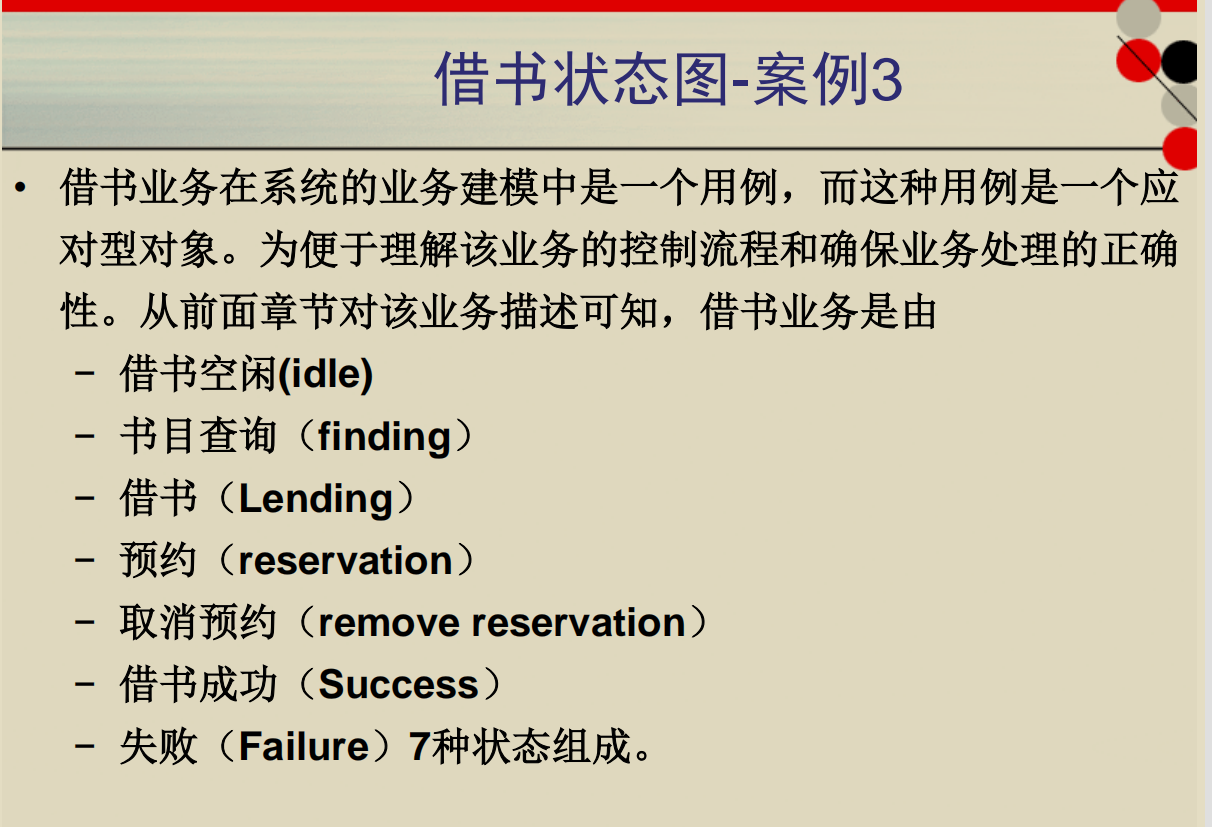 借书状态图-案例3
• 借书业务在系统的业务建模中是一个用例，而这种用例是一个应
对型对象。为便于理解该业务的控制流程和确保业务处理的正确
性。从前面章节对该业务描述可知，借书业务是由
– 借书空闲(idle)
– 书目查询（finding）
– 借书（Lending）
– 预约（reservation）
– 取消预约（remove reservation）
– 借书成功（Success）
– 失败（Failure）7种状态组成。